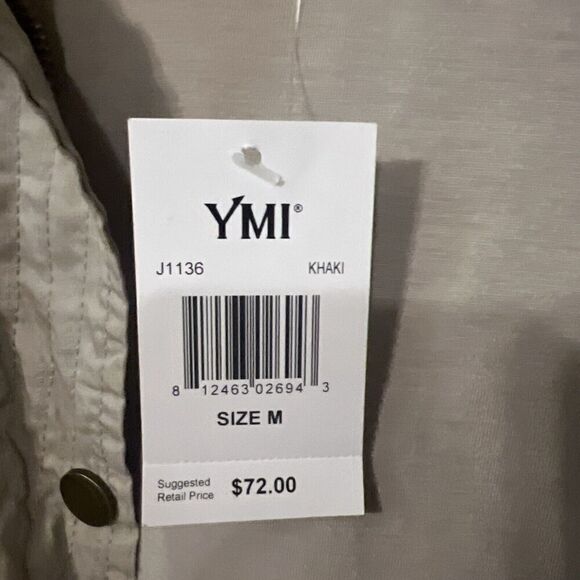 YMI®
J1136 KHAKI
8 12463 02694 3
SIZE M
Suggested
Retail Price $72.00